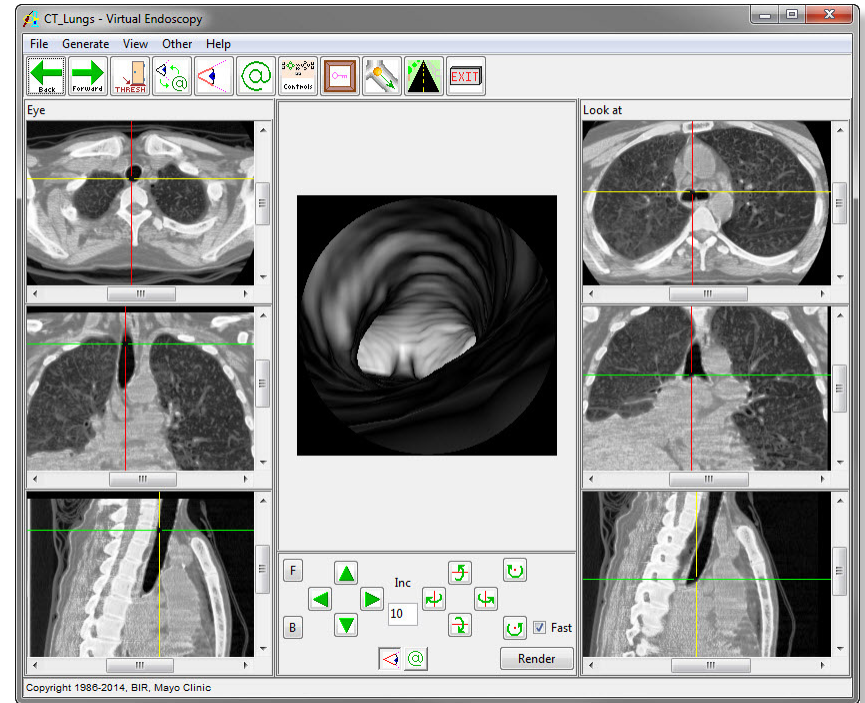 CT_Lungs - Virtual Endoscopy
File Generate View Other Help
Back Forward THRESH Controls EXIT
Eye
Look at
F
Inc
10
B
Fast
Render
Copyright 1986-2014, BIR, Mayo Clinic